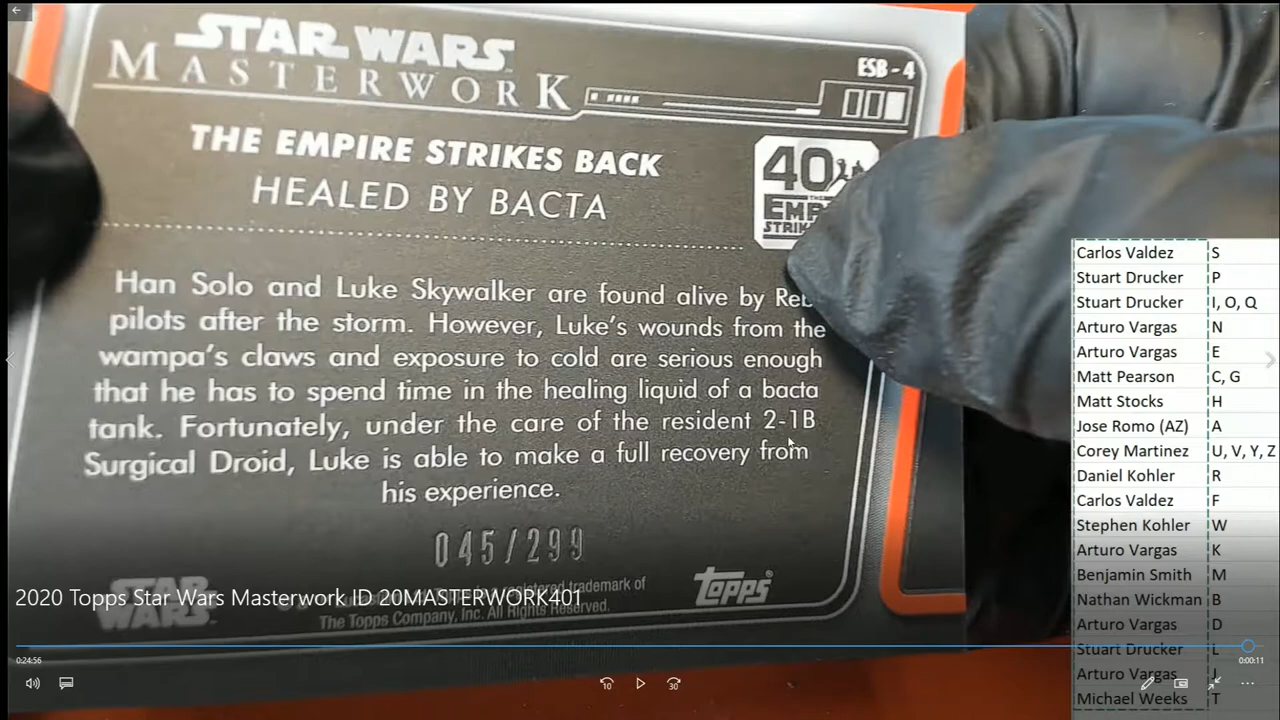 STAR WARS
MASTERWORK
ESB - 4
THE EMPIRE STRIKES BACK
HEALED BY BACTA
40
Han Solo and Luke Skywalker are found alive by
pilots after the storm. However, Luke's wounds from the
wampa's claws and exposure to cold are serious enough
that he has to spend time in the healing liquid of a bacta
tank. Fortunately, under the care of the resident 2-1B
Surgical Droid, Luke is able to make a full recovery from
his experience.
045/299
STAR WARS
registered trademark of
The Topps Company, Inc. All Rights Reserved.
topps
2020 Topps Star Wars Masterwork ID 20MASTERWORK401
0:24:56
0:00:11
10
30
Carlos Valdez S
Stuart Drucker P
Stuart Drucker I, O, Q
Arturo Vargas N
Arturo Vargas E
Matt Pearson C, G
Matt Stocks H
Jose Romo (AZ) A
Corey Martinez U, V, Y, Z
Daniel Kohler R
Carlos Valdez F
Stephen Kohler W
Arturo Vargas K
Benjamin Smith M
Nathan Wickman B
Arturo Vargas D
Stuart Drucker L
Arturo Vargas J
Michael Weeks T